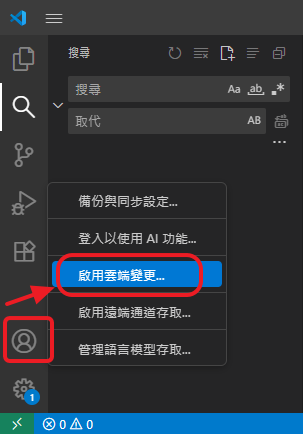 搜尋
搜尋
Aa
ab
.*
取代
AB
...
備份與同步設定...
登入以使用 AI 功能...
啟用雲端變更...
啟用遠端通道存取...
管理語言模型存取...
1
0 0